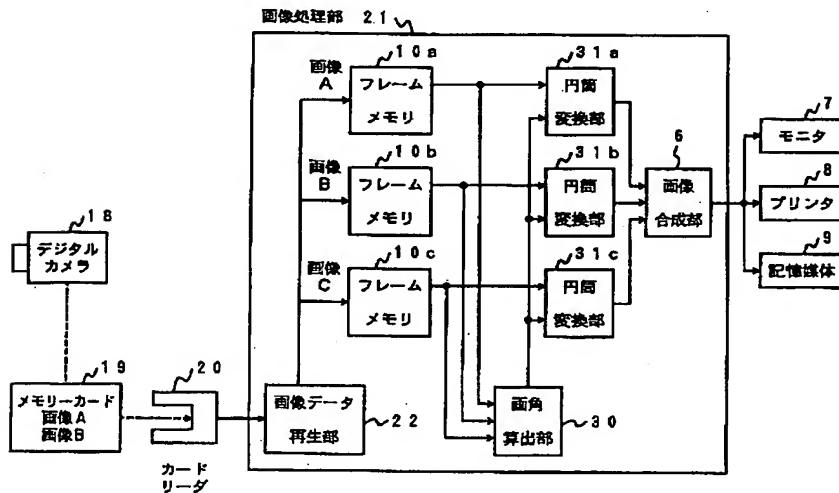 画像処理部 21
画像
A
10a
フレーム
メモリ
31a
円筒
変換部
画像
B
10b
フレーム
メモリ
31b
円筒
変換部
6
画像
合成部
7
モニタ
8
プリンタ
9
記憶媒体
18
デジタル
カメラ
画像
C
10c
フレーム
メモリ
31c
円筒
変換部
19
メモリーカード
画像A
画像B
20
カード
リーダ
画像データ
再生部
22
画角
算出部
30